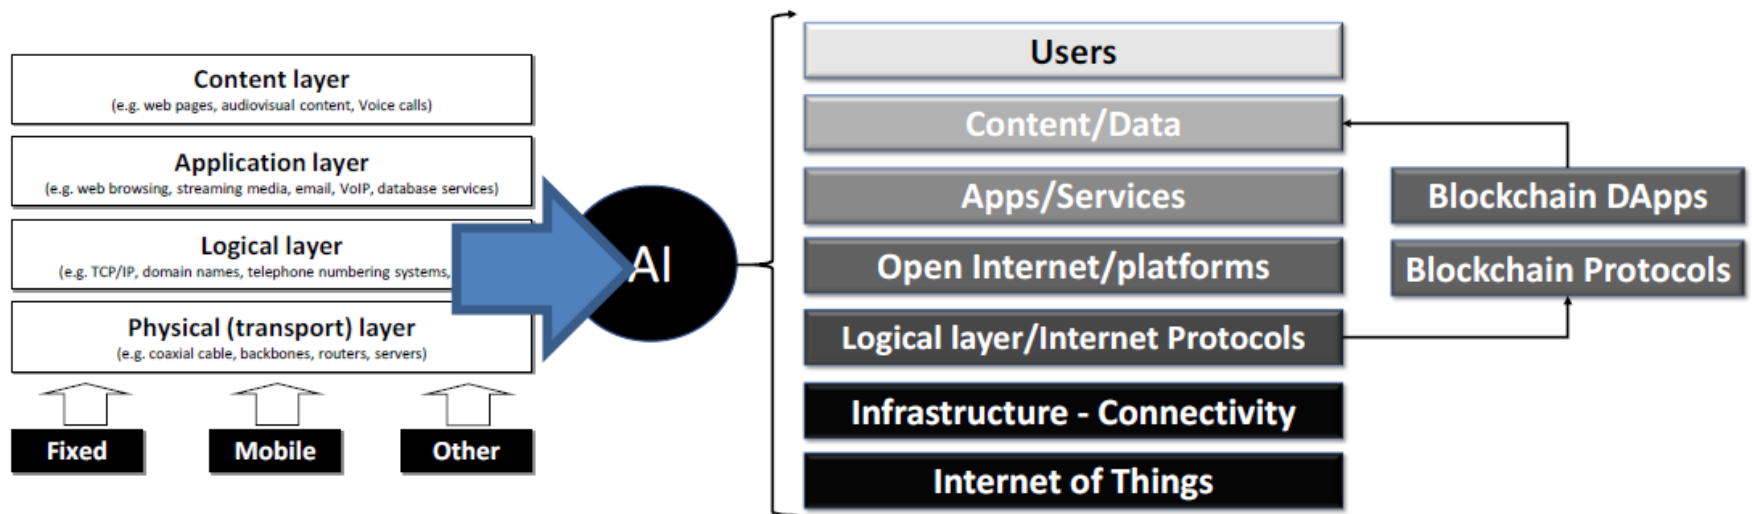 Content layer
(e.g. web pages, audiovisual content, Voice calls)
Application layer
(e.g. web browsing, streaming media, email, VoIP, database services)
Logical layer
(e.g. TCP/IP, domain names, telephone numbering systems,
Physical (transport) layer
(e.g. coaxial cable, backbones, routers, servers)
Fixed
Mobile
Other
AI
Users
Content/Data
Apps/Services
Open Internet/platforms
Logical layer/Internet Protocols
Infrastructure - Connectivity
Internet of Things
Blockchain DApps
Blockchain Protocols